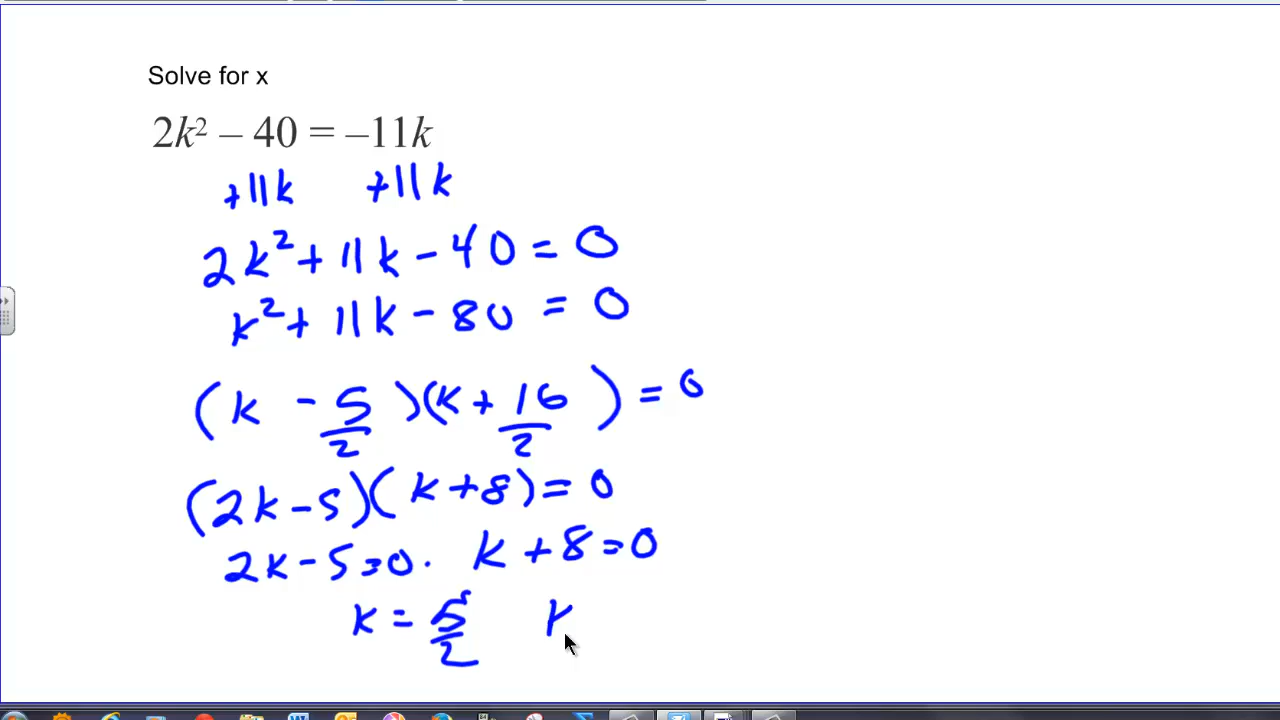 Solve for x
2k² – 40 = –11k
+11k +11k
2k² + 11k - 40 = 0
k² + 11k - 80 = 0
(k - 5/2)(k + 16/2) = 0
(2k - 5)(k + 8) = 0
2k - 5 = 0. k + 8 = 0
k = 5/2 k